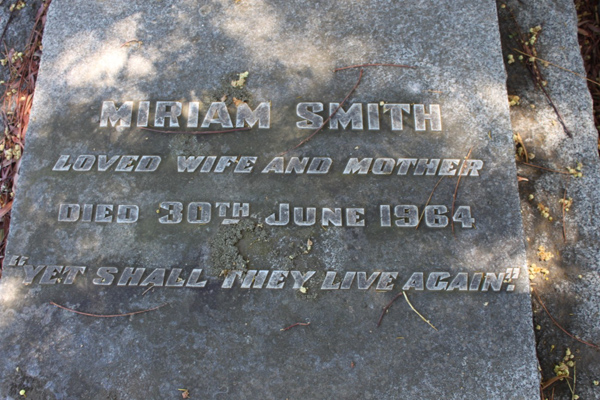 MIRIAM SMITH
LOVED WIFE AND MOTHER
DIED 30TH JUNE 1964
"YET SHALL THEY LIVE AGAIN".